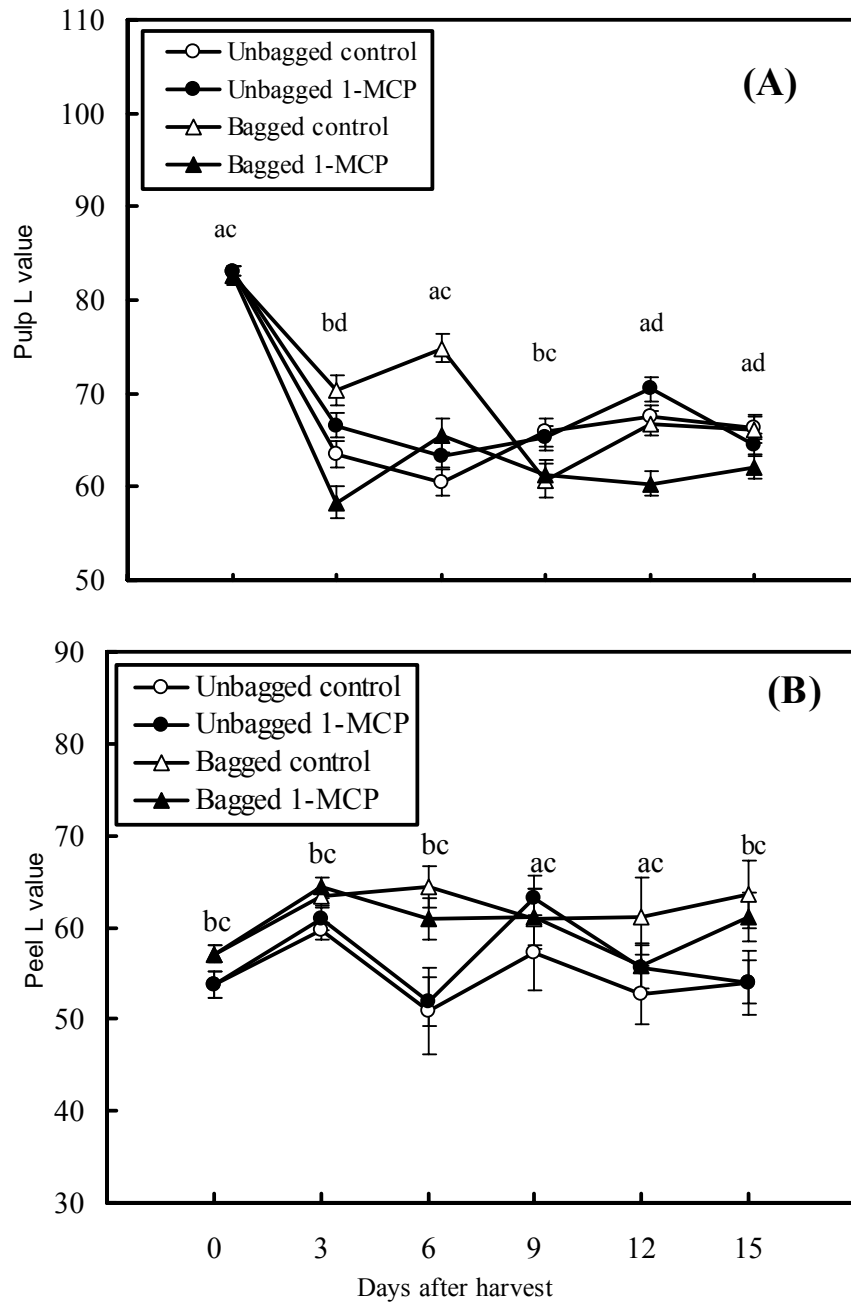 110
100
90
80
70
60
50
Pulp L value
Unbagged control
Unbagged 1-MCP
Bagged control
Bagged 1-MCP
(A)
ac
bd
ac
bc
ad
ad
90
80
70
60
50
40
30
Peel L value
Unbagged control
Unbagged 1-MCP
Bagged control
Bagged 1-MCP
(B)
bc
bc
bc
ac
ac
bc
0 3 6 9 12 15
Days after harvest